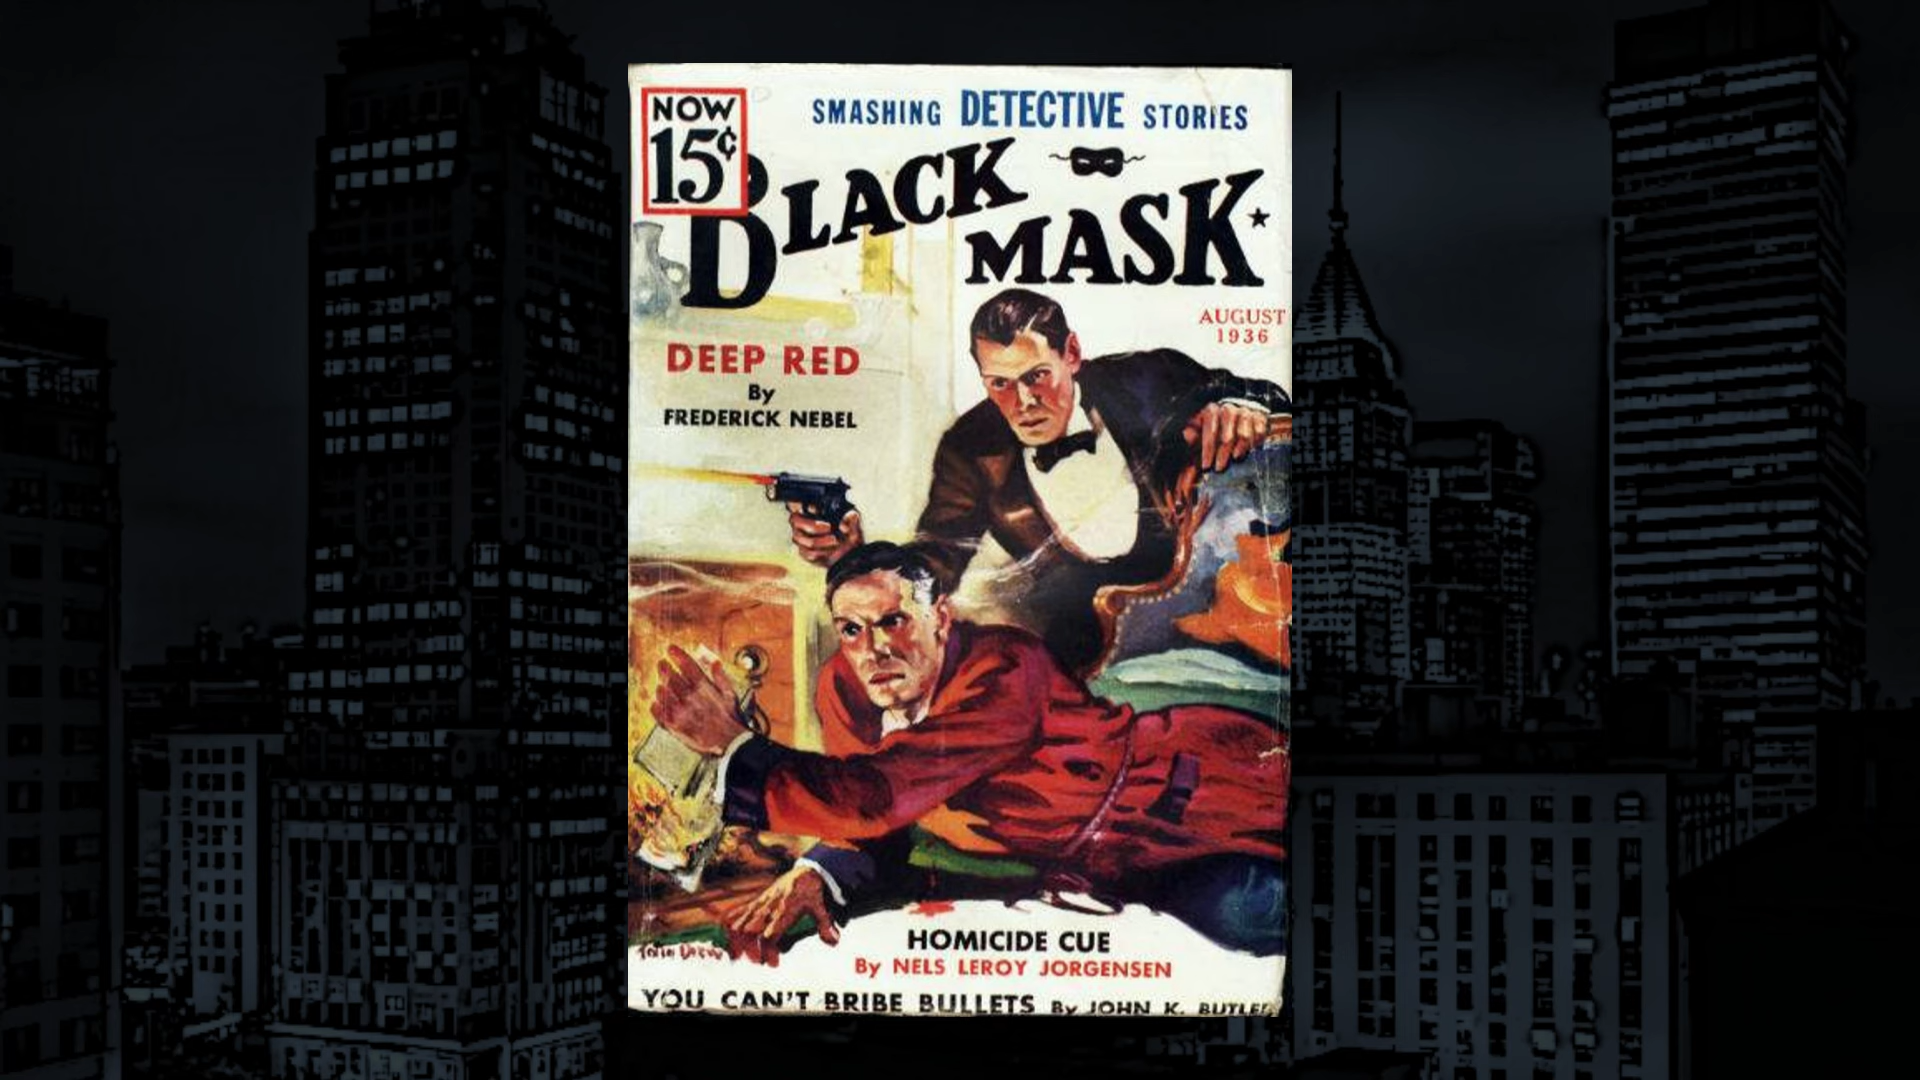 NOW
15¢
SMASHING DETECTIVE STORIES
BLACK
MASK
AUGUST
1936
DEEP RED
By
FREDERICK NEBEL
HOMICIDE CUE
By NELS LEROY JORGENSEN
YOU CAN'T BRIBE BULLETS By JOHN K. BUTLER